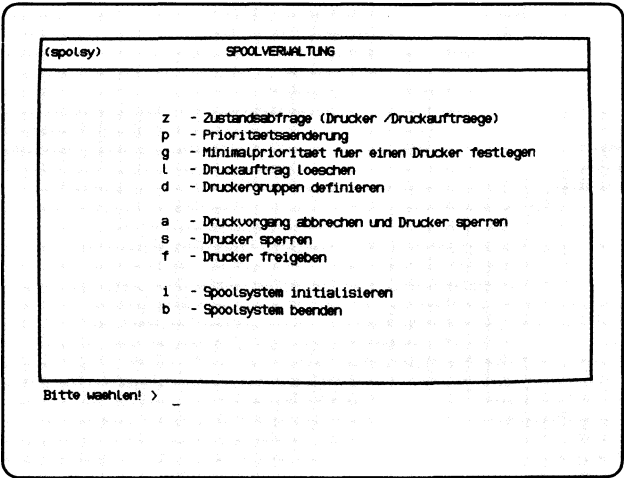 (spolsy) SPOOLVERWALTUNG
z - Zustandsabfrage (Drucker /Druckauftraege)
p - Prioritaetsaenderung
g - Minimalprioritaet fuer einen Drucker festlegen
l - Druckauftrag loeschen
d - Druckergruppen definieren
a - Druckvorgang abbrechen und Drucker sperren
s - Drucker sperren
f - Drucker freigeben
i - Spoolsystem initialisieren
b - Spoolsystem beenden
Bitte waehlen! > _